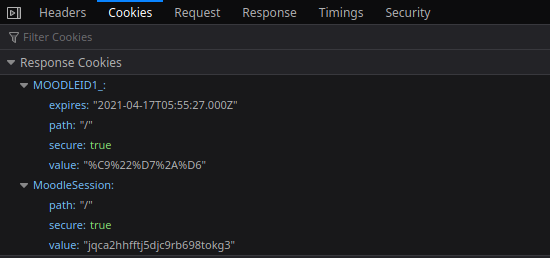 Headers Cookies Request Response Timings Security
Filter Cookies
Response Cookies
MOODLEID1_:
expires: "2021-04-17T05:55:27.000Z"
path: "/"
secure: true
value: "%C9%22%D7%2A%D6"
MoodleSession:
path: "/"
secure: true
value: "jqca2hhfftj5djc9rb698tokg3"